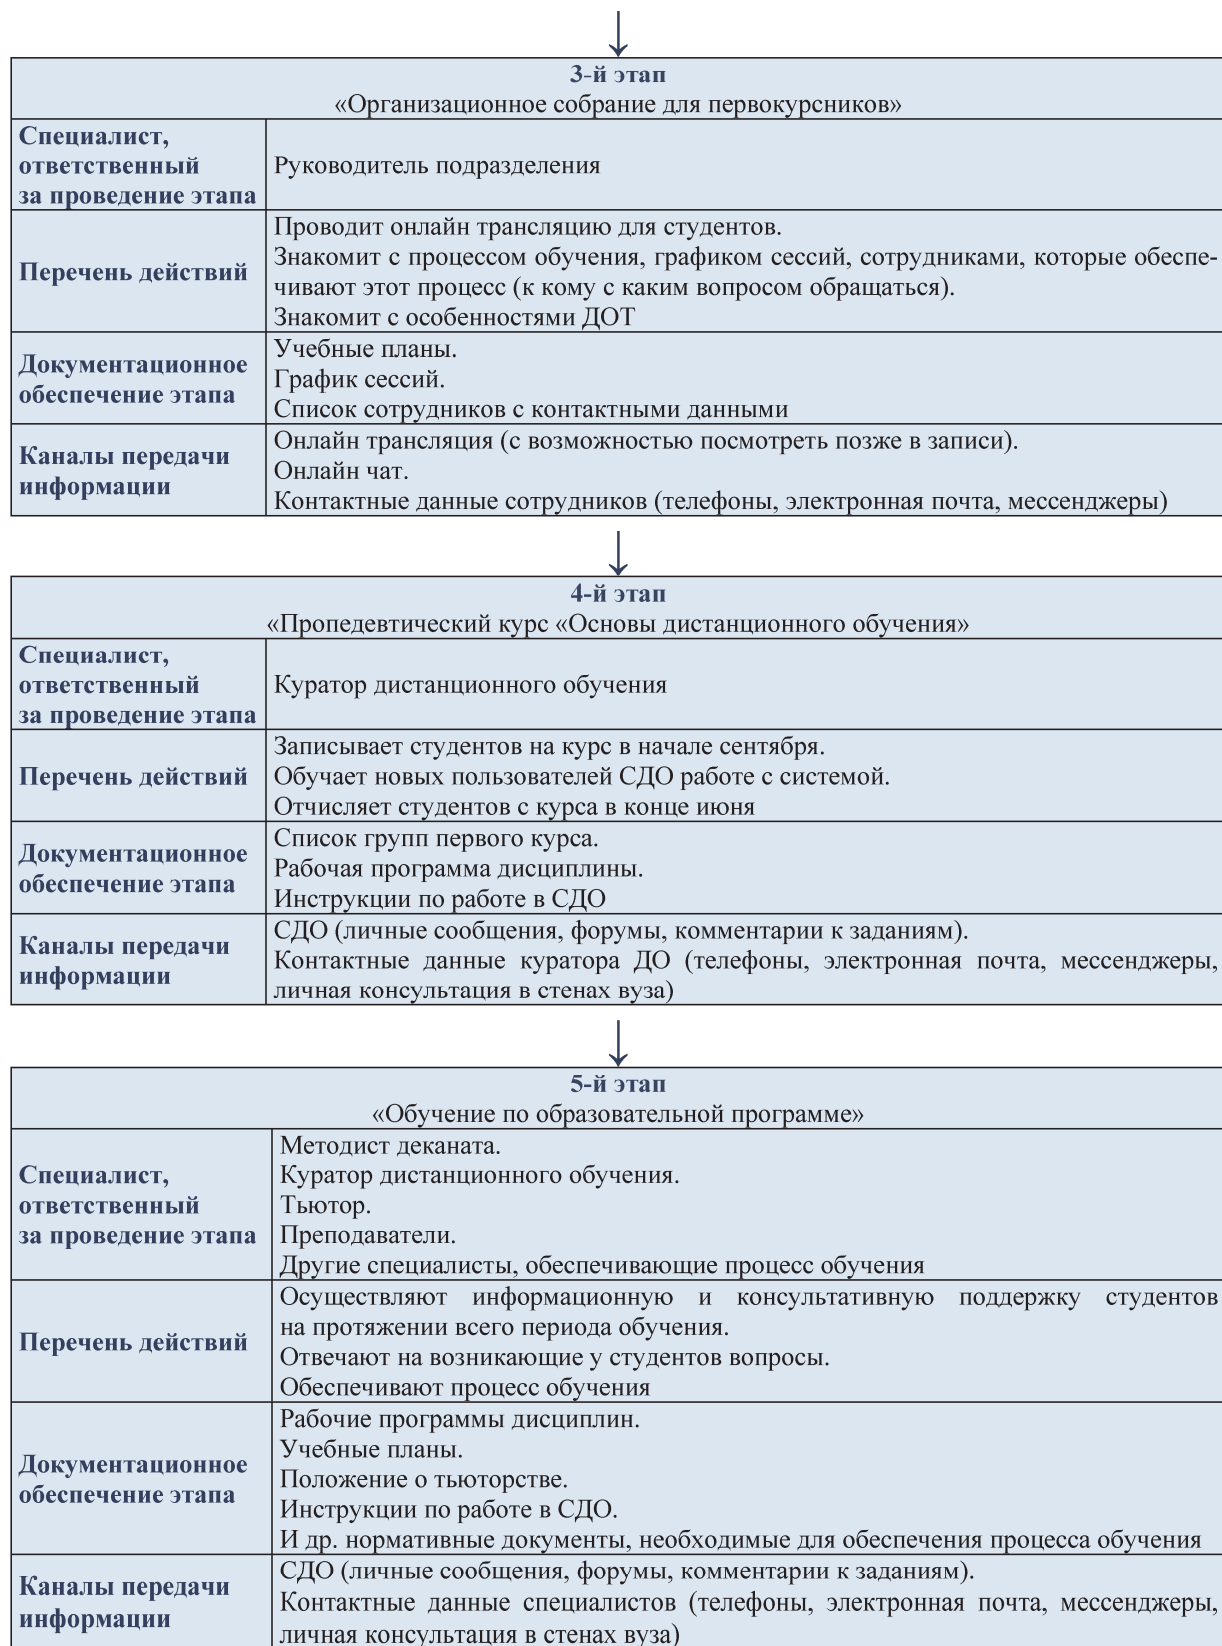 3-й этап
«Организационное собрание для первокурсников»
Специалист,
ответственный
за проведение этапа
Руководитель подразделения
Перечень действий
Проводит онлайн трансляцию для студентов.
Знакомит с процессом обучения, графиком сессий, сотрудниками, которые обеспе-
чивают этот процесс (к кому с каким вопросом обращаться).
Знакомит с особенностями ДОТ
Документационное
обеспечение этапа
Учебные планы.
График сессий.
Список сотрудников с контактными данными
Каналы передачи
информации
Онлайн трансляция (с возможностью посмотреть позже в записи).
Онлайн чат.
Контактные данные сотрудников (телефоны, электронная почта, мессенджеры)
4-й этап
«Пропедевтический курс «Основы дистанционного обучения»
Специалист,
ответственный
за проведение этапа
Куратор дистанционного обучения
Перечень действий
Записывает студентов на курс в начале сентября.
Обучает новых пользователей СДО работе с системой.
Отчисляет студентов с курса в конце июня
Документационное
обеспечение этапа
Список групп первого курса.
Рабочая программа дисциплины.
Инструкции по работе в СДО
Каналы передачи
информации
СДО (личные сообщения, форумы, комментарии к заданиям).
Контактные данные куратора ДО (телефоны, электронная почта, мессенджеры,
личная консультация в стенах вуза)
5-й этап
«Обучение по образовательной программе»
Специалист,
ответственный
за проведение этапа
Методист деканата.
Куратор дистанционного обучения.
Тьютор.
Преподаватели.
Другие специалисты, обеспечивающие процесс обучения
Перечень действий
Осуществляют информационную и консультативную поддержку студентов
на протяжении всего периода обучения.
Отвечают на возникающие у студентов вопросы.
Обеспечивают процесс обучения
Документационное
обеспечение этапа
Рабочие программы дисциплин.
Учебные планы.
Положение о тьюторстве.
Инструкции по работе в СДО.
И др. нормативные документы, необходимые для обеспечения процесса обучения
Каналы передачи
информации
СДО (личные сообщения, форумы, комментарии к заданиям).
Контактные данные специалистов (телефоны, электронная почта, мессенджеры,
личная консультация в стенах вуза)